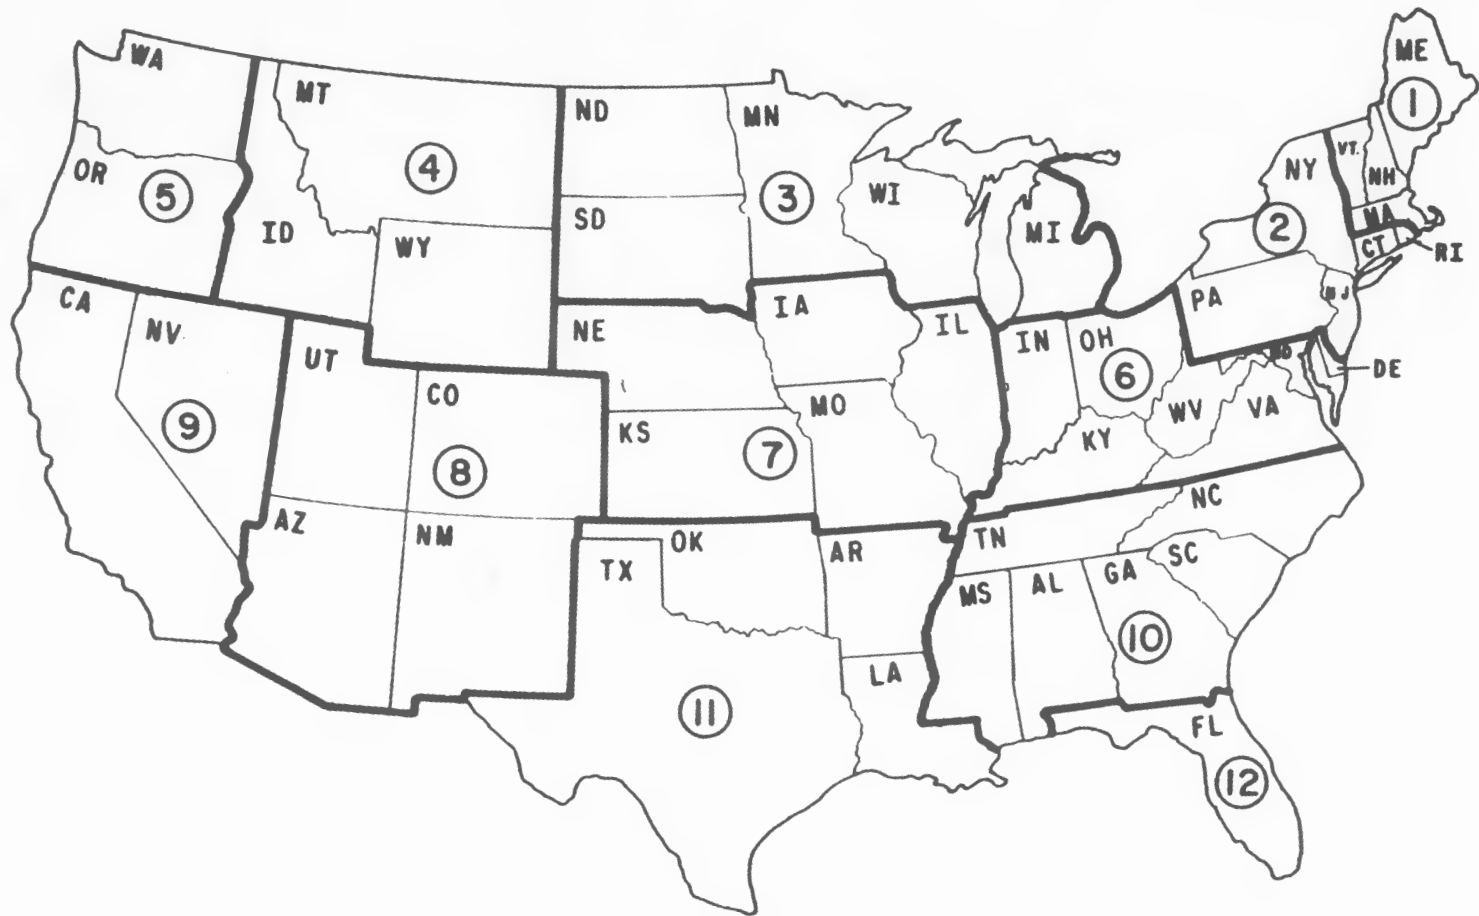 WA
MT
ND
MN
ME
1
OR
5
4
ID
WY
SD
3
WI
MI
NY
VT.
NH
MA
2
CT
RI
CA
NV
UT
NE
IA
IL
IN
OH
6
PA
NJ
MD
DE
CO
KS
MO
KY
WV
VA
9
8
7
AZ
NM
TX
OK
AR
TN
NC
SC
MS
AL
GA
10
LA
11
FL
12